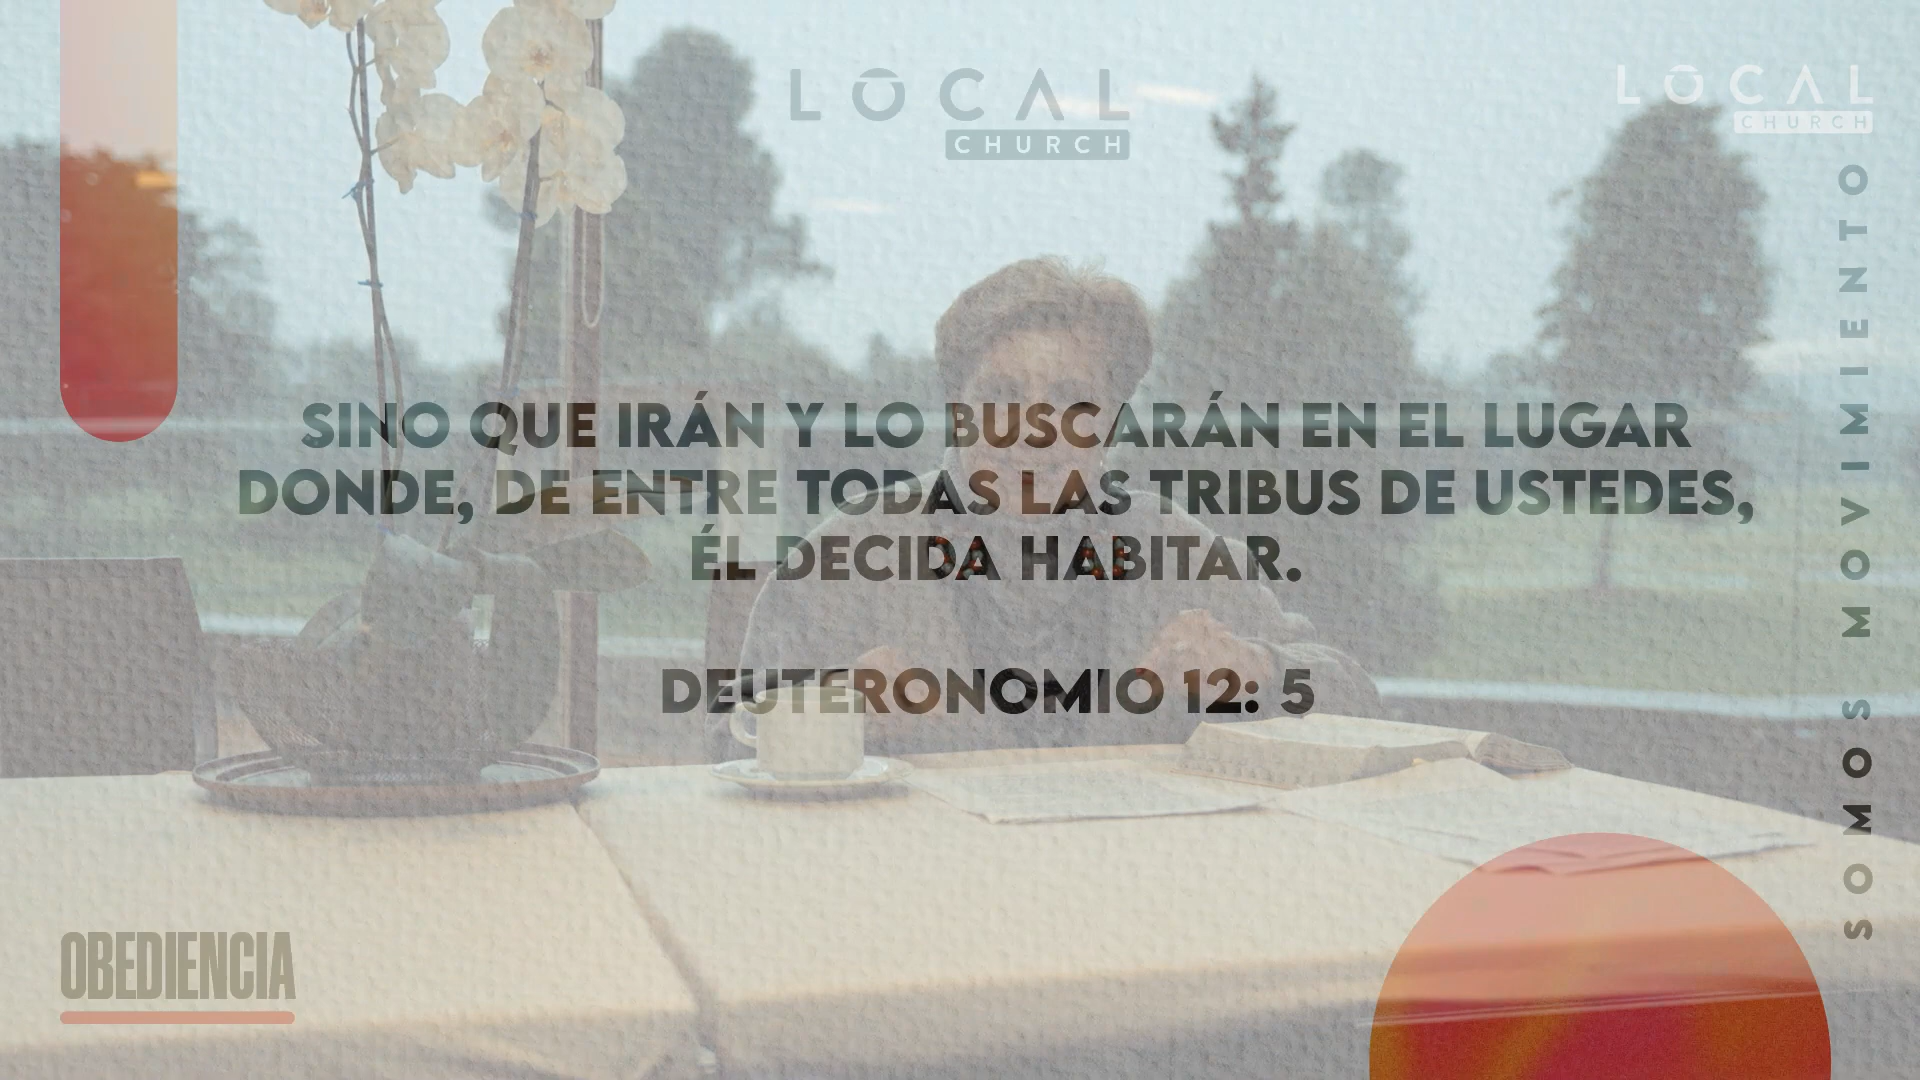 LOCAL
CHURCH
LOCAL
CHURCH
SINO QUE IRÁN Y LO BUSCARÁN EN EL LUGAR
DONDE, DE ENTRE TODAS LAS TRIBUS DE USTEDES,
ÉL DECIDA HABITAR.
DEUTERONOMIO 12: 5
SOMOS MOVIMIENTO
OBEDIENCIA